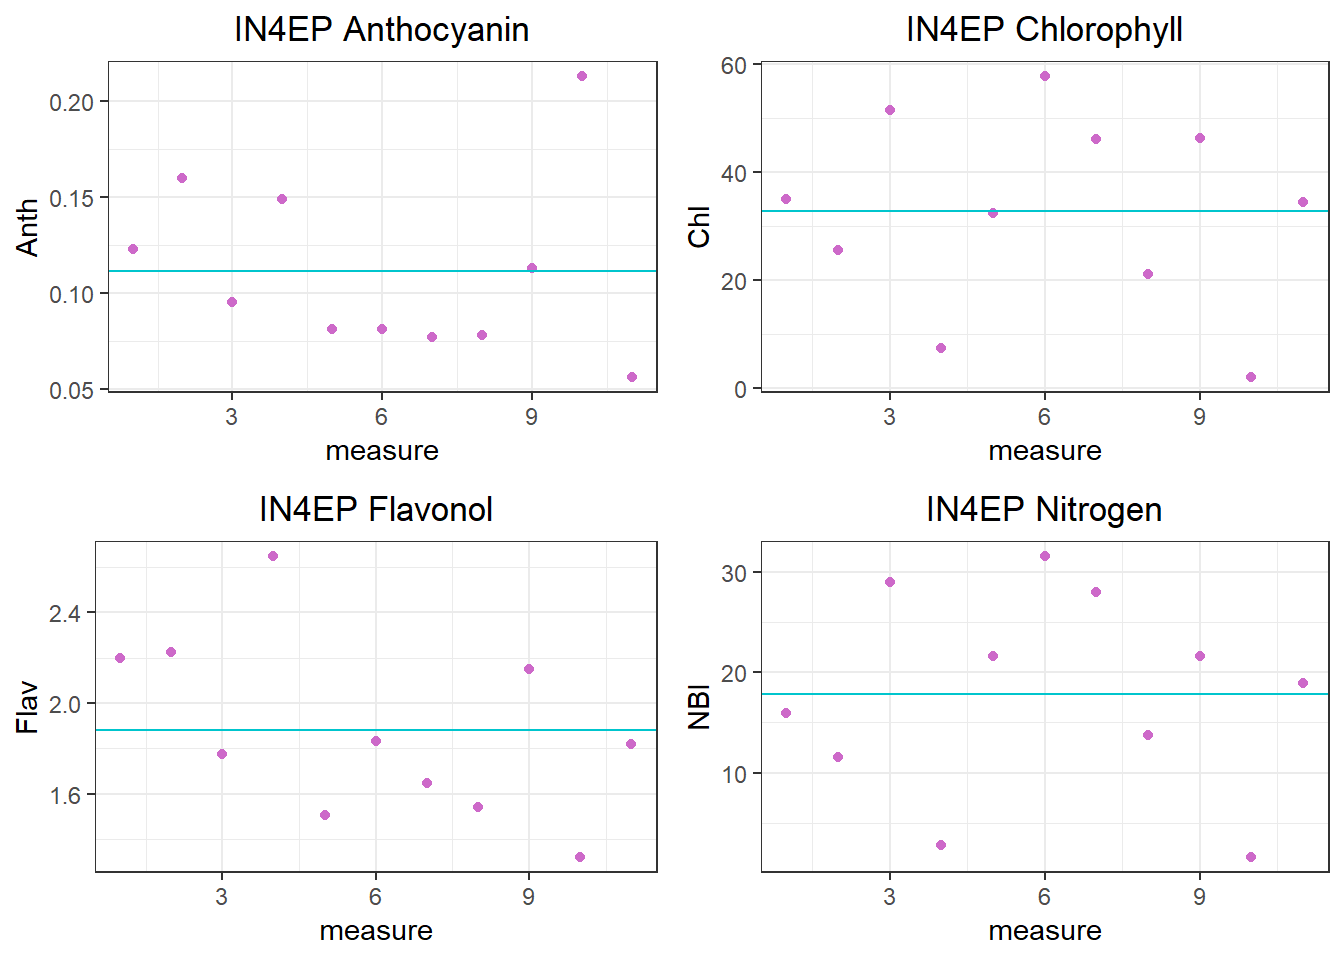 IN4EP Anthocyanin
Anth
0.20
0.15
0.10
0.05
3 6 9
measure
IN4EP Chlorophyll
Chl
60
40
20
0
3 6 9
measure
IN4EP Flavonol
Flav
2.4
2.0
1.6
3 6 9
measure
IN4EP Nitrogen
NBI
30
20
10
3 6 9
measure